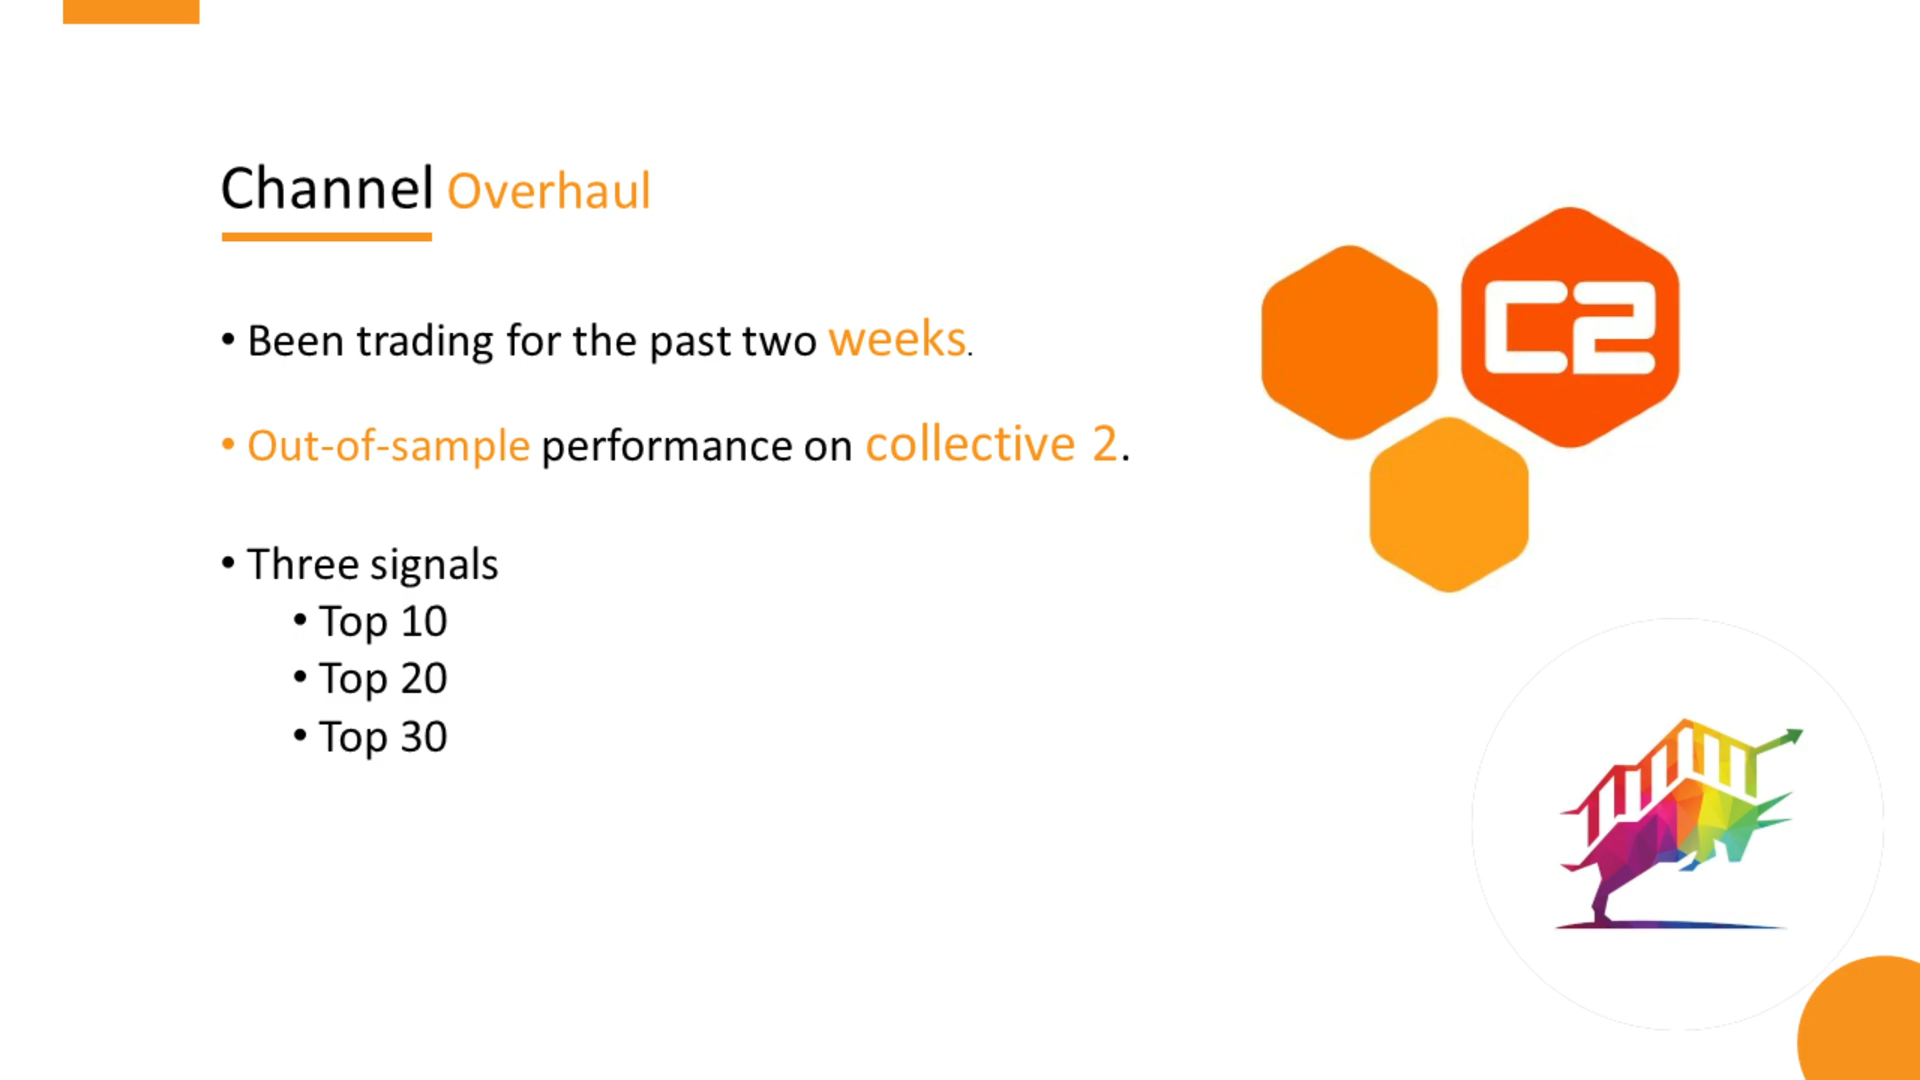 Channel Overhaul
• Been trading for the past two weeks.
• Out-of-sample performance on collective 2.
• Three signals
• Top 10
• Top 20
• Top 30
C2